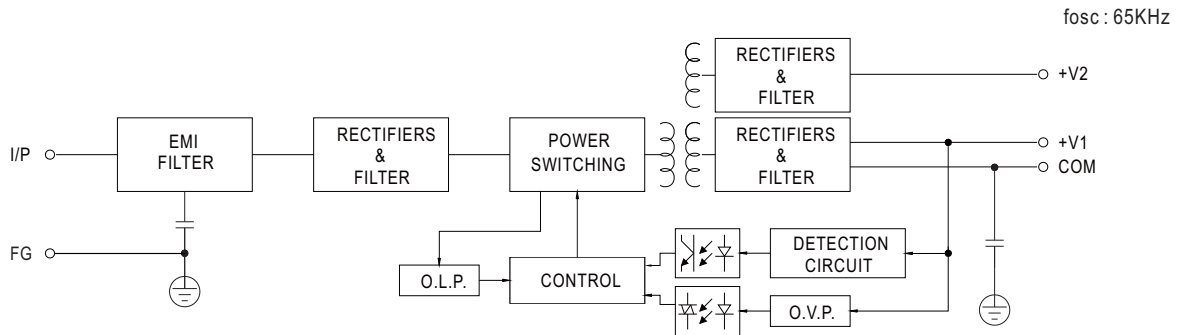 fosc : 65KHz
RECTIFIERS
&
FILTER
+V2
I/P
EMI
FILTER
RECTIFIERS
&
FILTER
POWER
SWITCHING
RECTIFIERS
&
FILTER
+V1
COM
FG
O.L.P.
CONTROL
DETECTION
CIRCUIT
O.V.P.